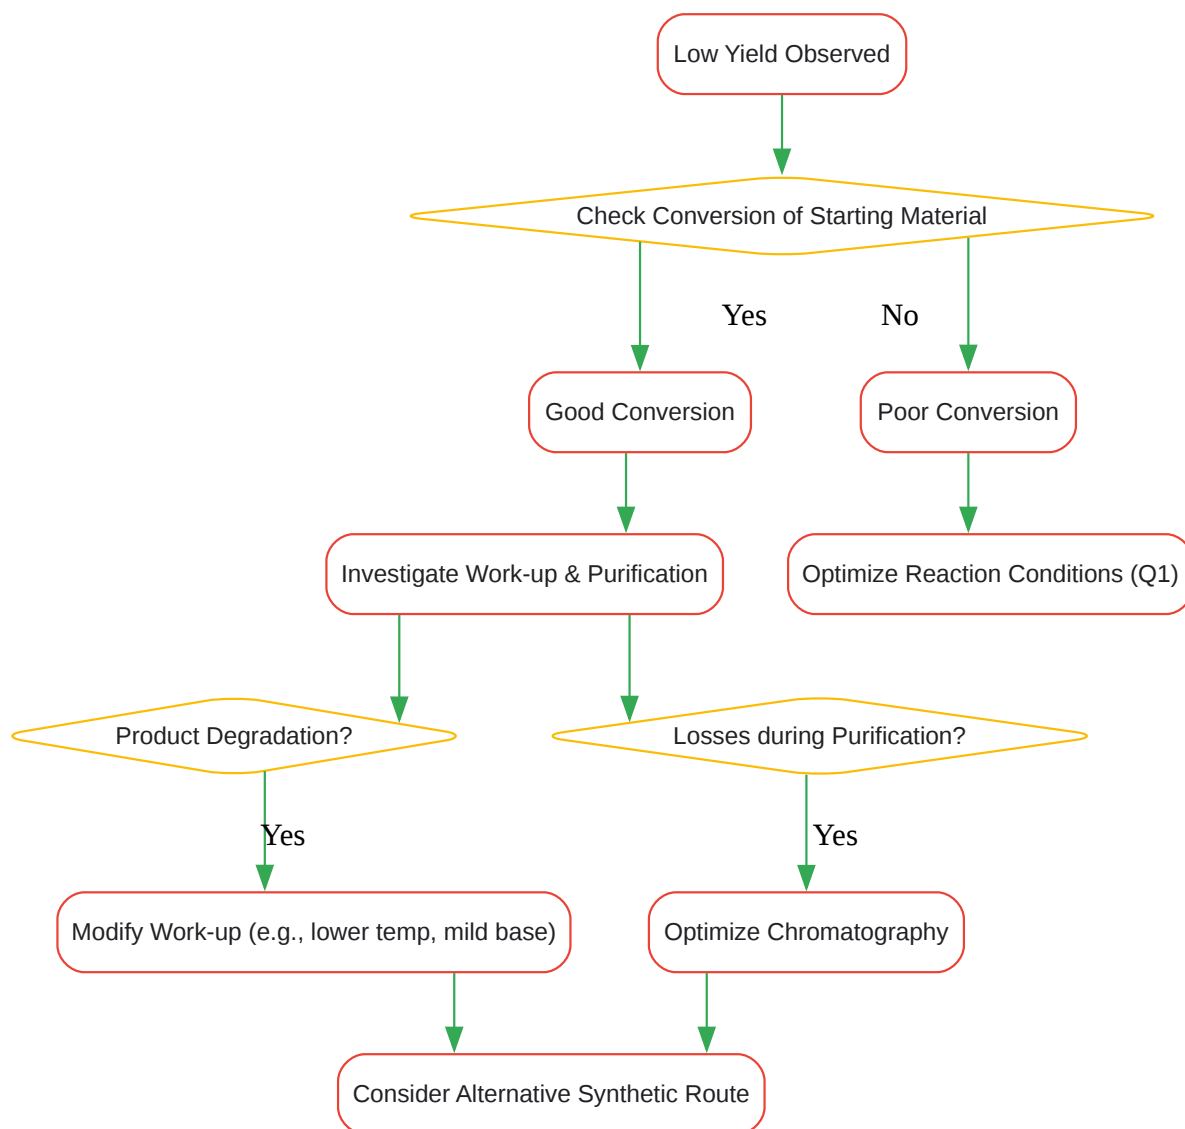 Low Yield Observed
Check Conversion of Starting Material
Yes
No
Good Conversion
Poor Conversion
Investigate Work-up & Purification
Optimize Reaction Conditions (Q1)
Product Degradation?
Losses during Purification?
Yes
Yes
Modify Work-up (e.g., lower temp, mild base)
Optimize Chromatography
Consider Alternative Synthetic Route